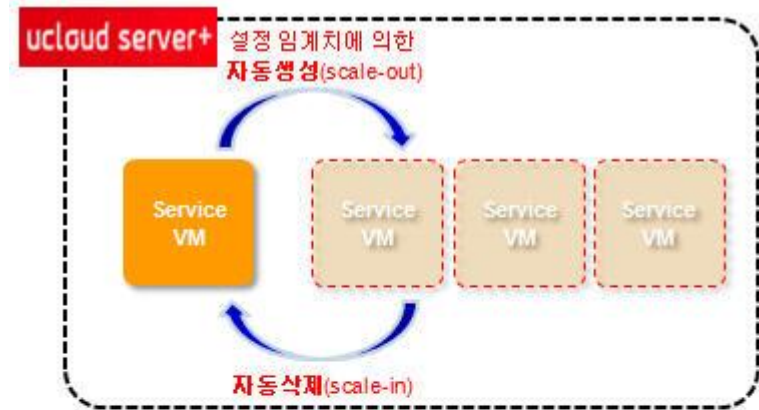 ucloud server+
설정 임계치에 의한
자동생성(scale-out)
Service
VM
Service
VM
Service
VM
Service
VM
자동삭제(scale-in)